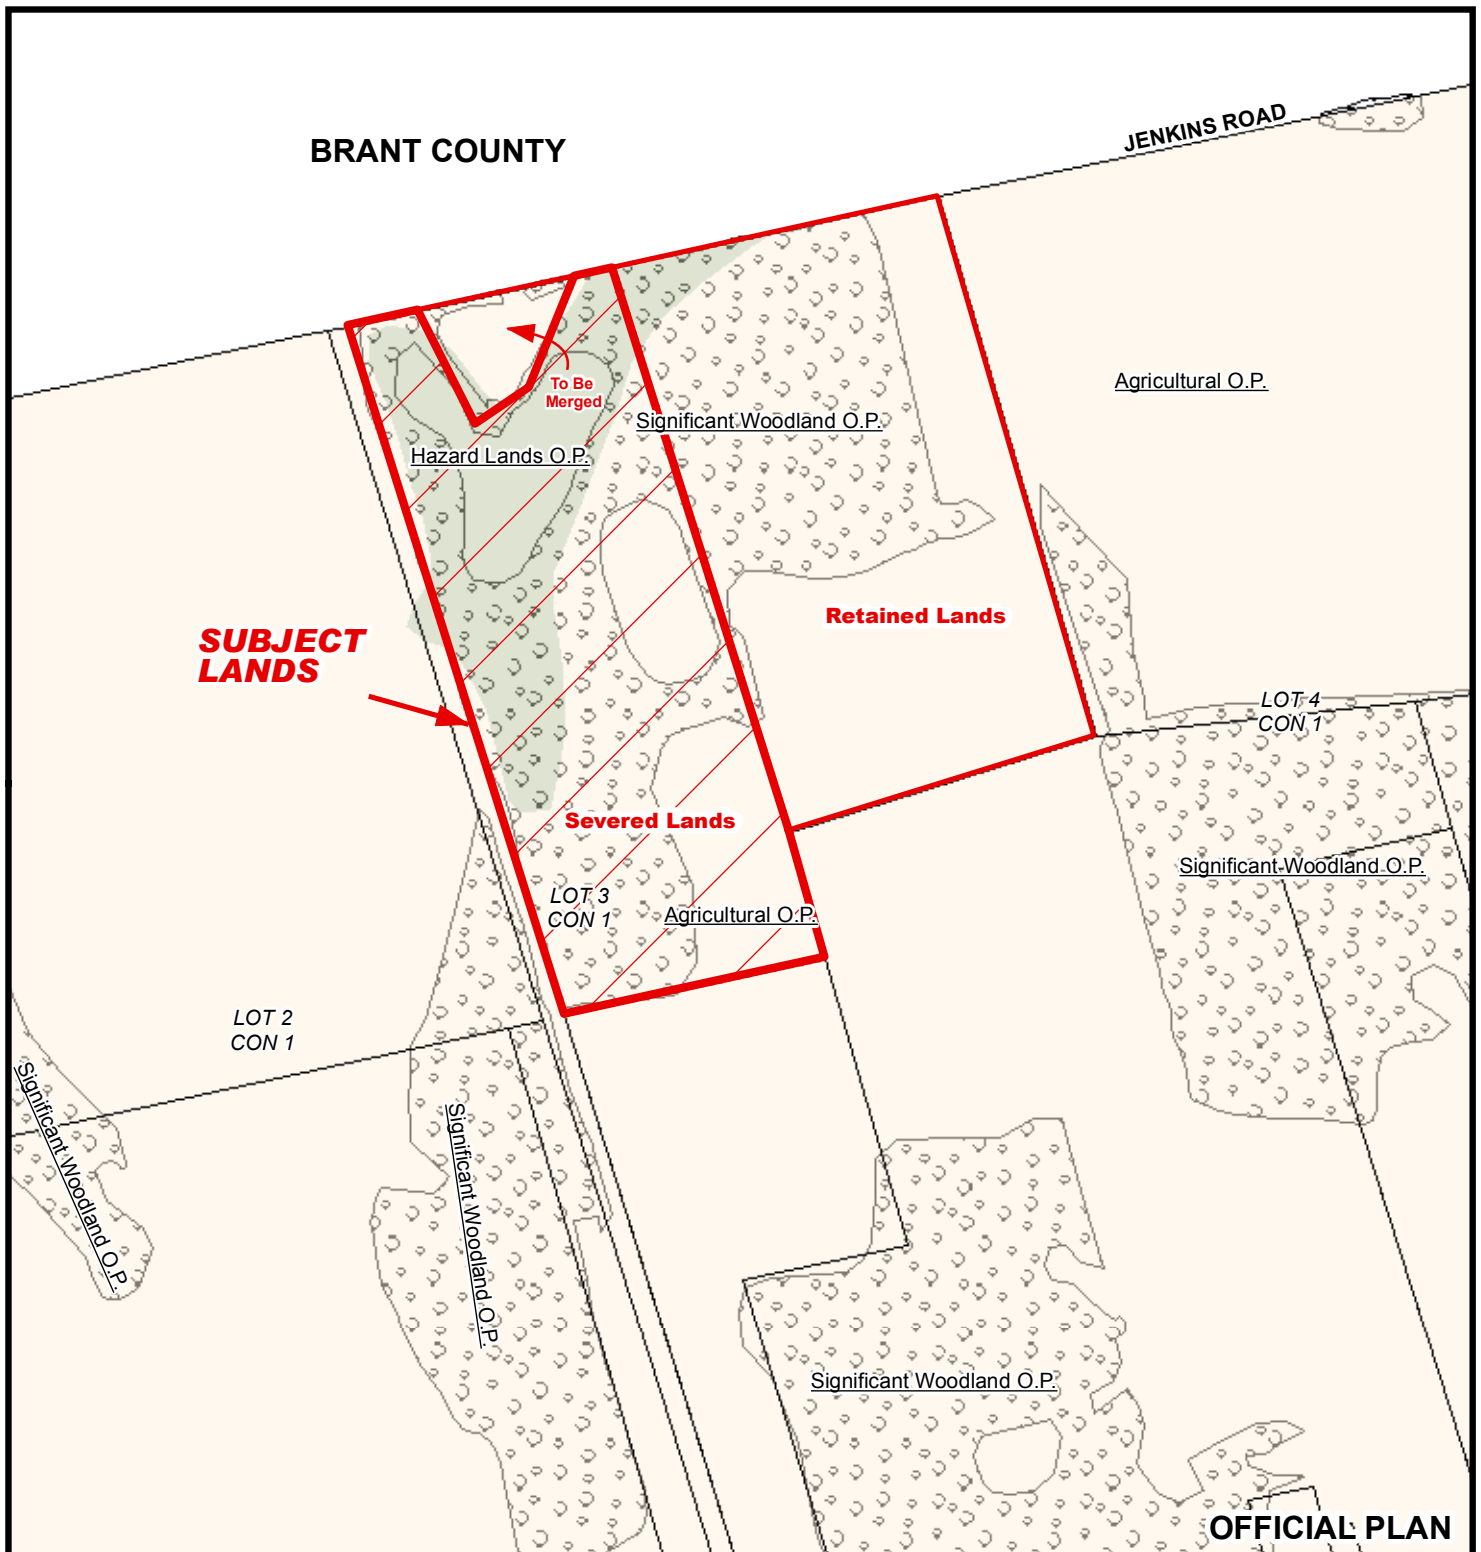 BRANT COUNTY
JENKINS ROAD
To Be
Merged
Agricultural O.P.
Significant Woodland O.P.
Hazard Lands O.P.
Retained Lands
SUBJECT
LANDS
LOT 4
CON 1
Severed Lands
Significant Woodland O.P.
LOT 3
CON 1
Agricultural O.P.
LOT 2
CON 1
Significant Woodland O.P.
Significant Woodland O.P.
Significant Woodland O.P.
OFFICIAL PLAN